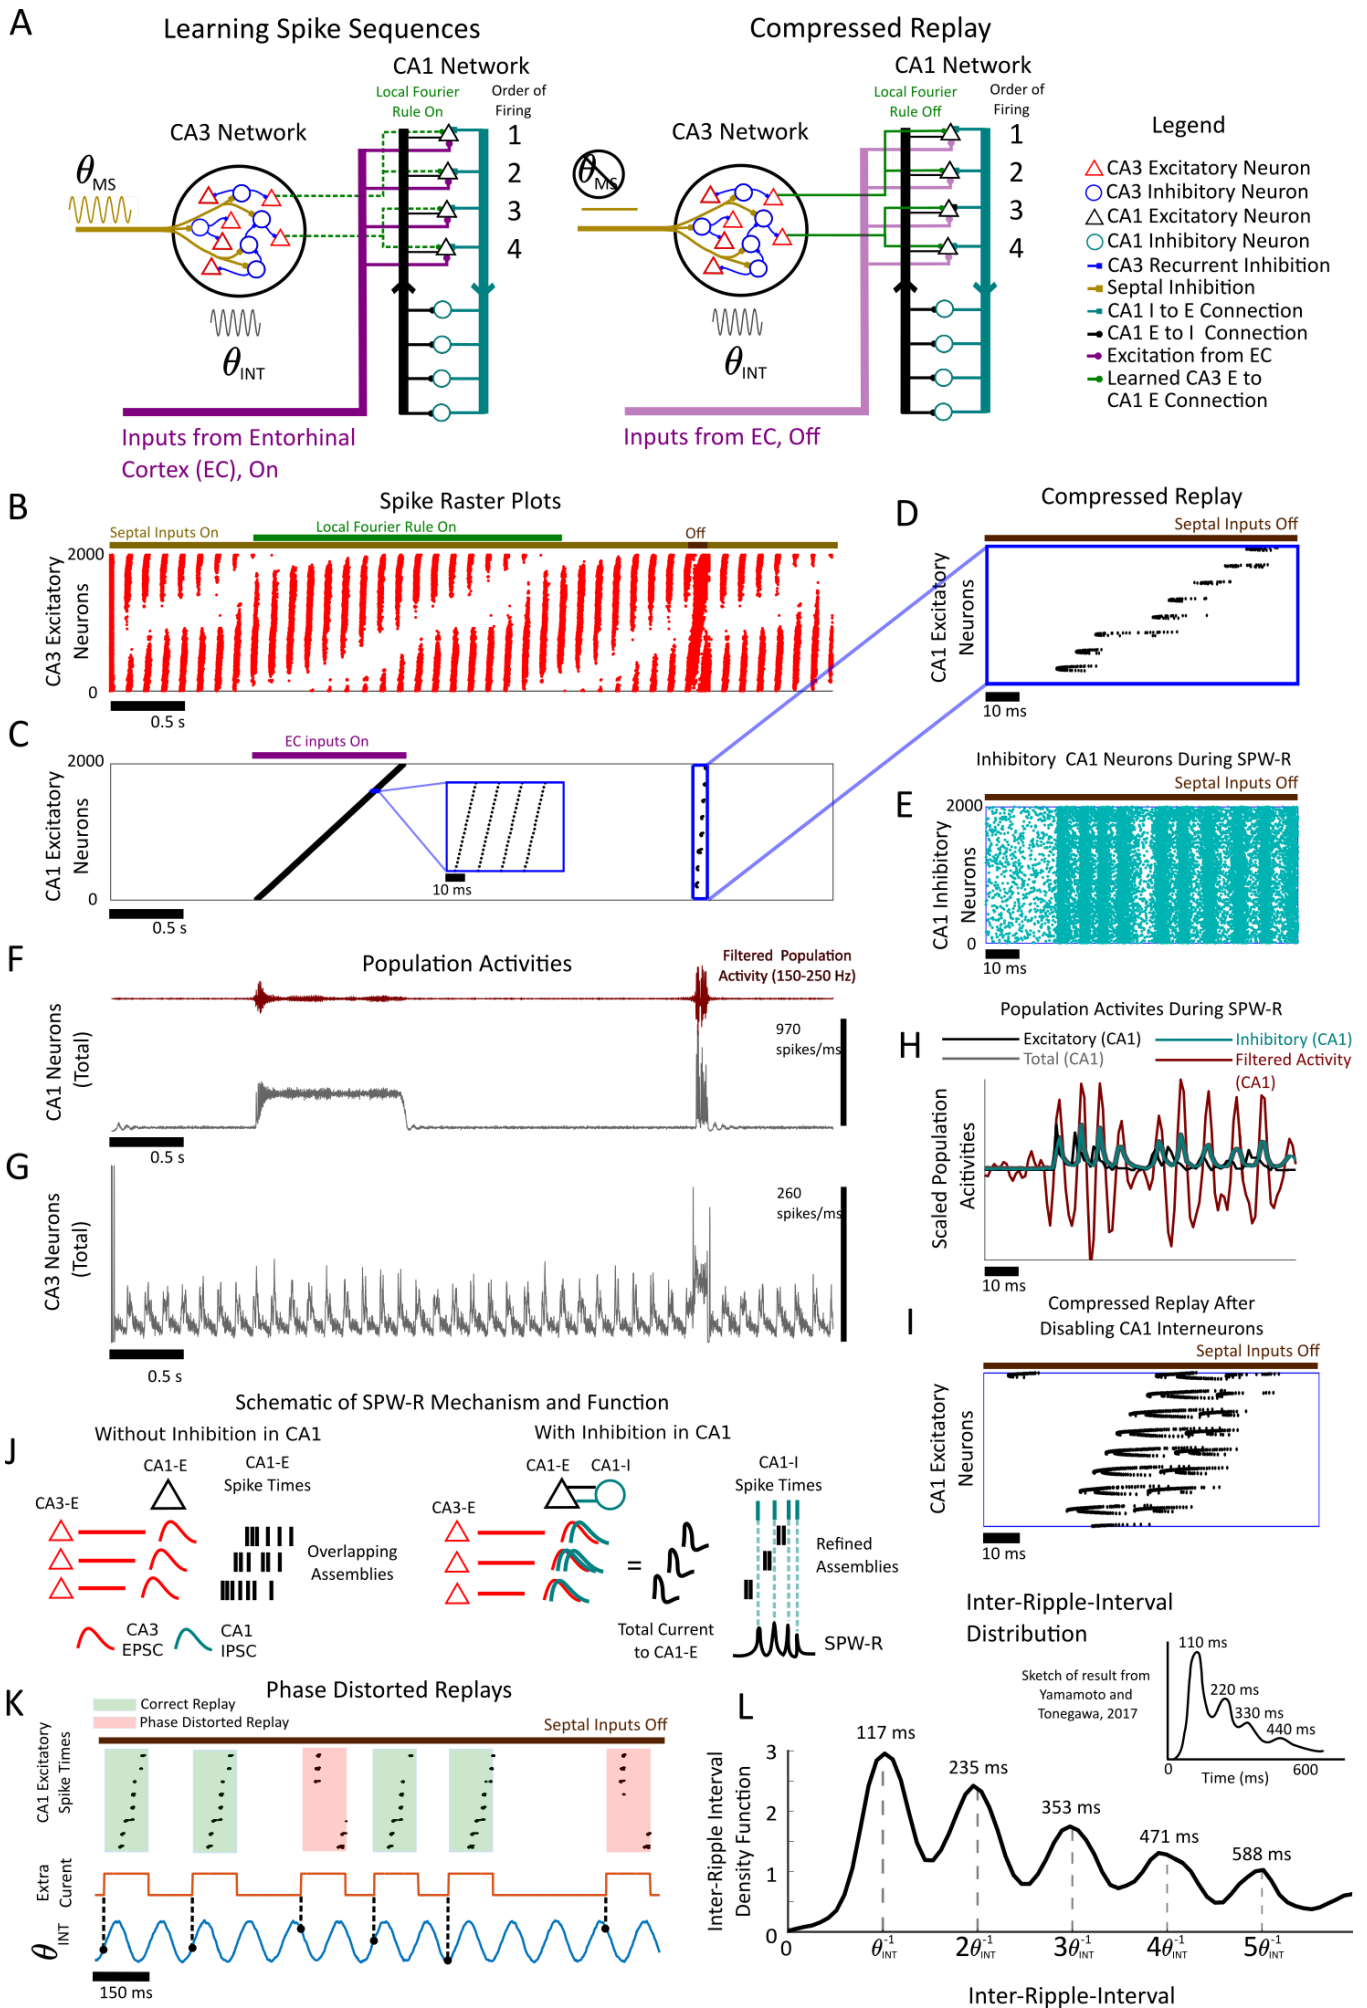 A
Learning Spike Sequences
Compressed Replay
CA1 Network
Local Fourier
Rule On
Order of
Firing
CA3 Network
θMS
θINT
1
2
3
4
Inputs from Entorhinal
Cortex (EC), On
CA1 Network
Local Fourier
Rule Off
Order of
Firing
CA3 Network
θMS
θINT
1
2
3
4
Inputs from EC, Off
Legend
CA3 Excitatory Neuron
CA3 Inhibitory Neuron
CA1 Excitatory Neuron
CA1 Inhibitory Neuron
CA3 Recurrent Inhibition
Septal Inhibition
CA1 I to E Connection
CA1 E to I Connection
Excitation from EC
Learned CA3 E to
CA1 E Connection
B
Spike Raster Plots
Septal Inputs On
Local Fourier Rule On
Off
CA3 Excitatory
Neurons
2000
0
0.5 s
C
EC inputs On
CA1 Excitatory
Neurons
2000
0
10 ms
0.5 s
D
Compressed Replay
Septal Inputs Off
CA1 Excitatory
Neurons
10 ms
E
Inhibitory CA1 Neurons During SPW-R
Septal Inputs Off
CA1 Inhibitory
Neurons
2000
0
10 ms
F
Population Activities
Filtered Population
Activity (150-250 Hz)
CA1 Neurons
(Total)
970
spikes/ms
0.5 s
G
CA3 Neurons
(Total)
260
spikes/ms
0.5 s
H
Population Activites During SPW-R
Excitatory (CA1)
Inhibitory (CA1)
Total (CA1)
Filtered Activity
(CA1)
Scaled Population
Acitivities
10 ms
I
Compressed Replay After
Disabling CA1 Interneurons
Septal Inputs Off
CA1 Excitatory
Neurons
10 ms
J
Schematic of SPW-R Mechanism and Function
Without Inhibition in CA1
CA1-E
CA1-E
Spike Times
CA3-E
Overlapping
Assemblies
CA3
EPSC
CA1
IPSC
With Inhibition in CA1
CA1-E
CA1-I
CA1-I
Spike Times
CA3-E
=
Refined
Assemblies
Total Current
to CA1-E
SPW-R
K
Phase Distorted Replays
Correct Replay
Phase Distorted Replay
Septal Inputs Off
CA1 Excitatory
Spike Times
Extra
Curent
θINT
150 ms
L
Inter-Ripple-Interval
Distribution
Sketch of result from
Yamamoto and
Tonegawa, 2017
110 ms
220 ms
330 ms
440 ms
0
600
Time (ms)
Inter-Ripple Interval
Density Function
3
2
1
0
117 ms
235 ms
353 ms
471 ms
588 ms
0
θ-1INT
2θ-1INT
3θ-1INT
4θ-1INT
5θ-1INT
Inter-Ripple-Interval